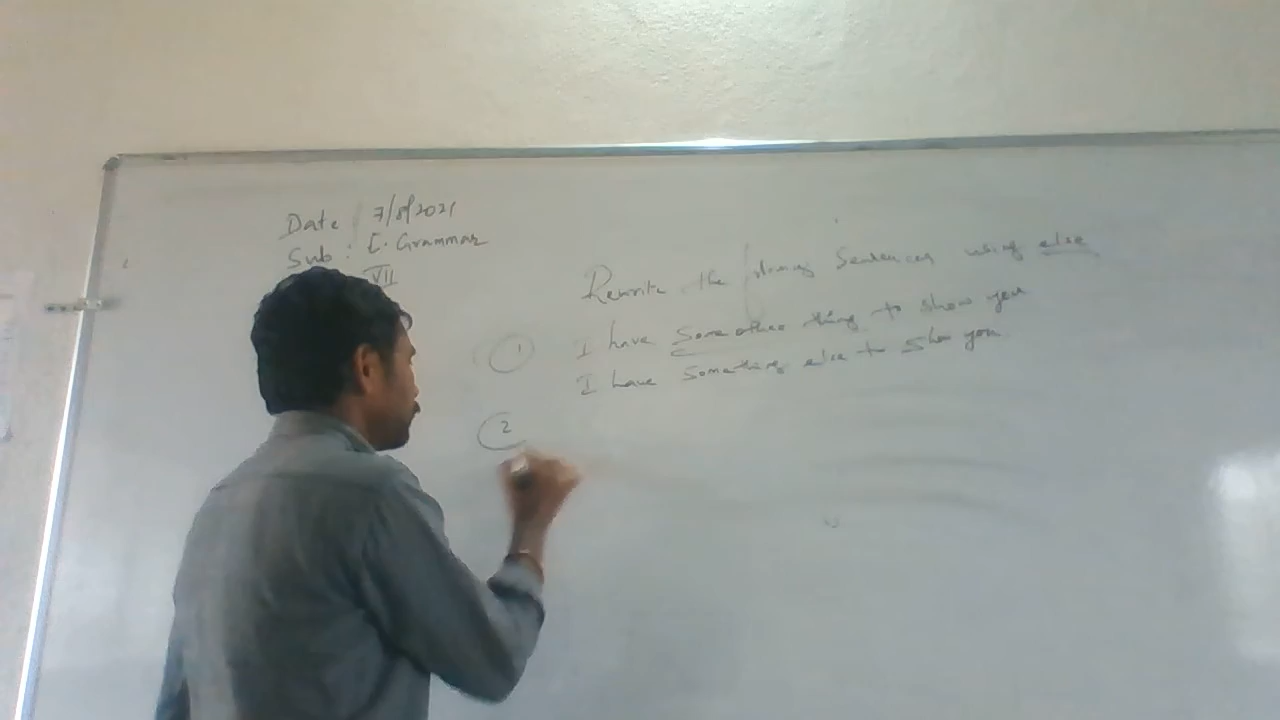 Date : 7/8/2021
Sub : E. Grammar
VII
Rewrite the following sentences using else
1 I have some other thing to show you
I have something else to show you.
2